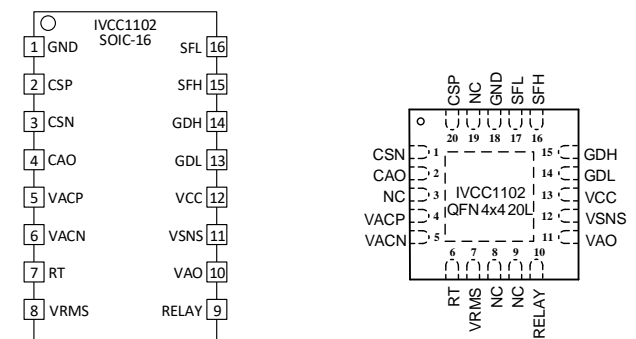 IVCC1102
SOIC-16
1 GND SFL 16
2 CSP SFH 15
3 CSN GDH 14
4 CAO GDL 13
5 VACP VCC 12
6 VACN VSNS 11
7 RT VAO 10
8 VRMS RELAY 9
CSP NC GND SFL SFH
20 19 18 17 16
CSN 1 15 GDH
CAO 2 14 GDL
NC 3 13 VCC
VACP 4 12 VSNS
VACN 5 11 VAO
IVCC1102
QFN 4x4 20L
6 7 8 9 10
RT VRMS NC NC RELAY